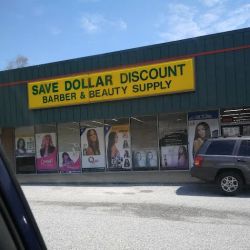 SAVE DOLLAR DISCOUNT
BARBER & BEAUTY SUPPLY